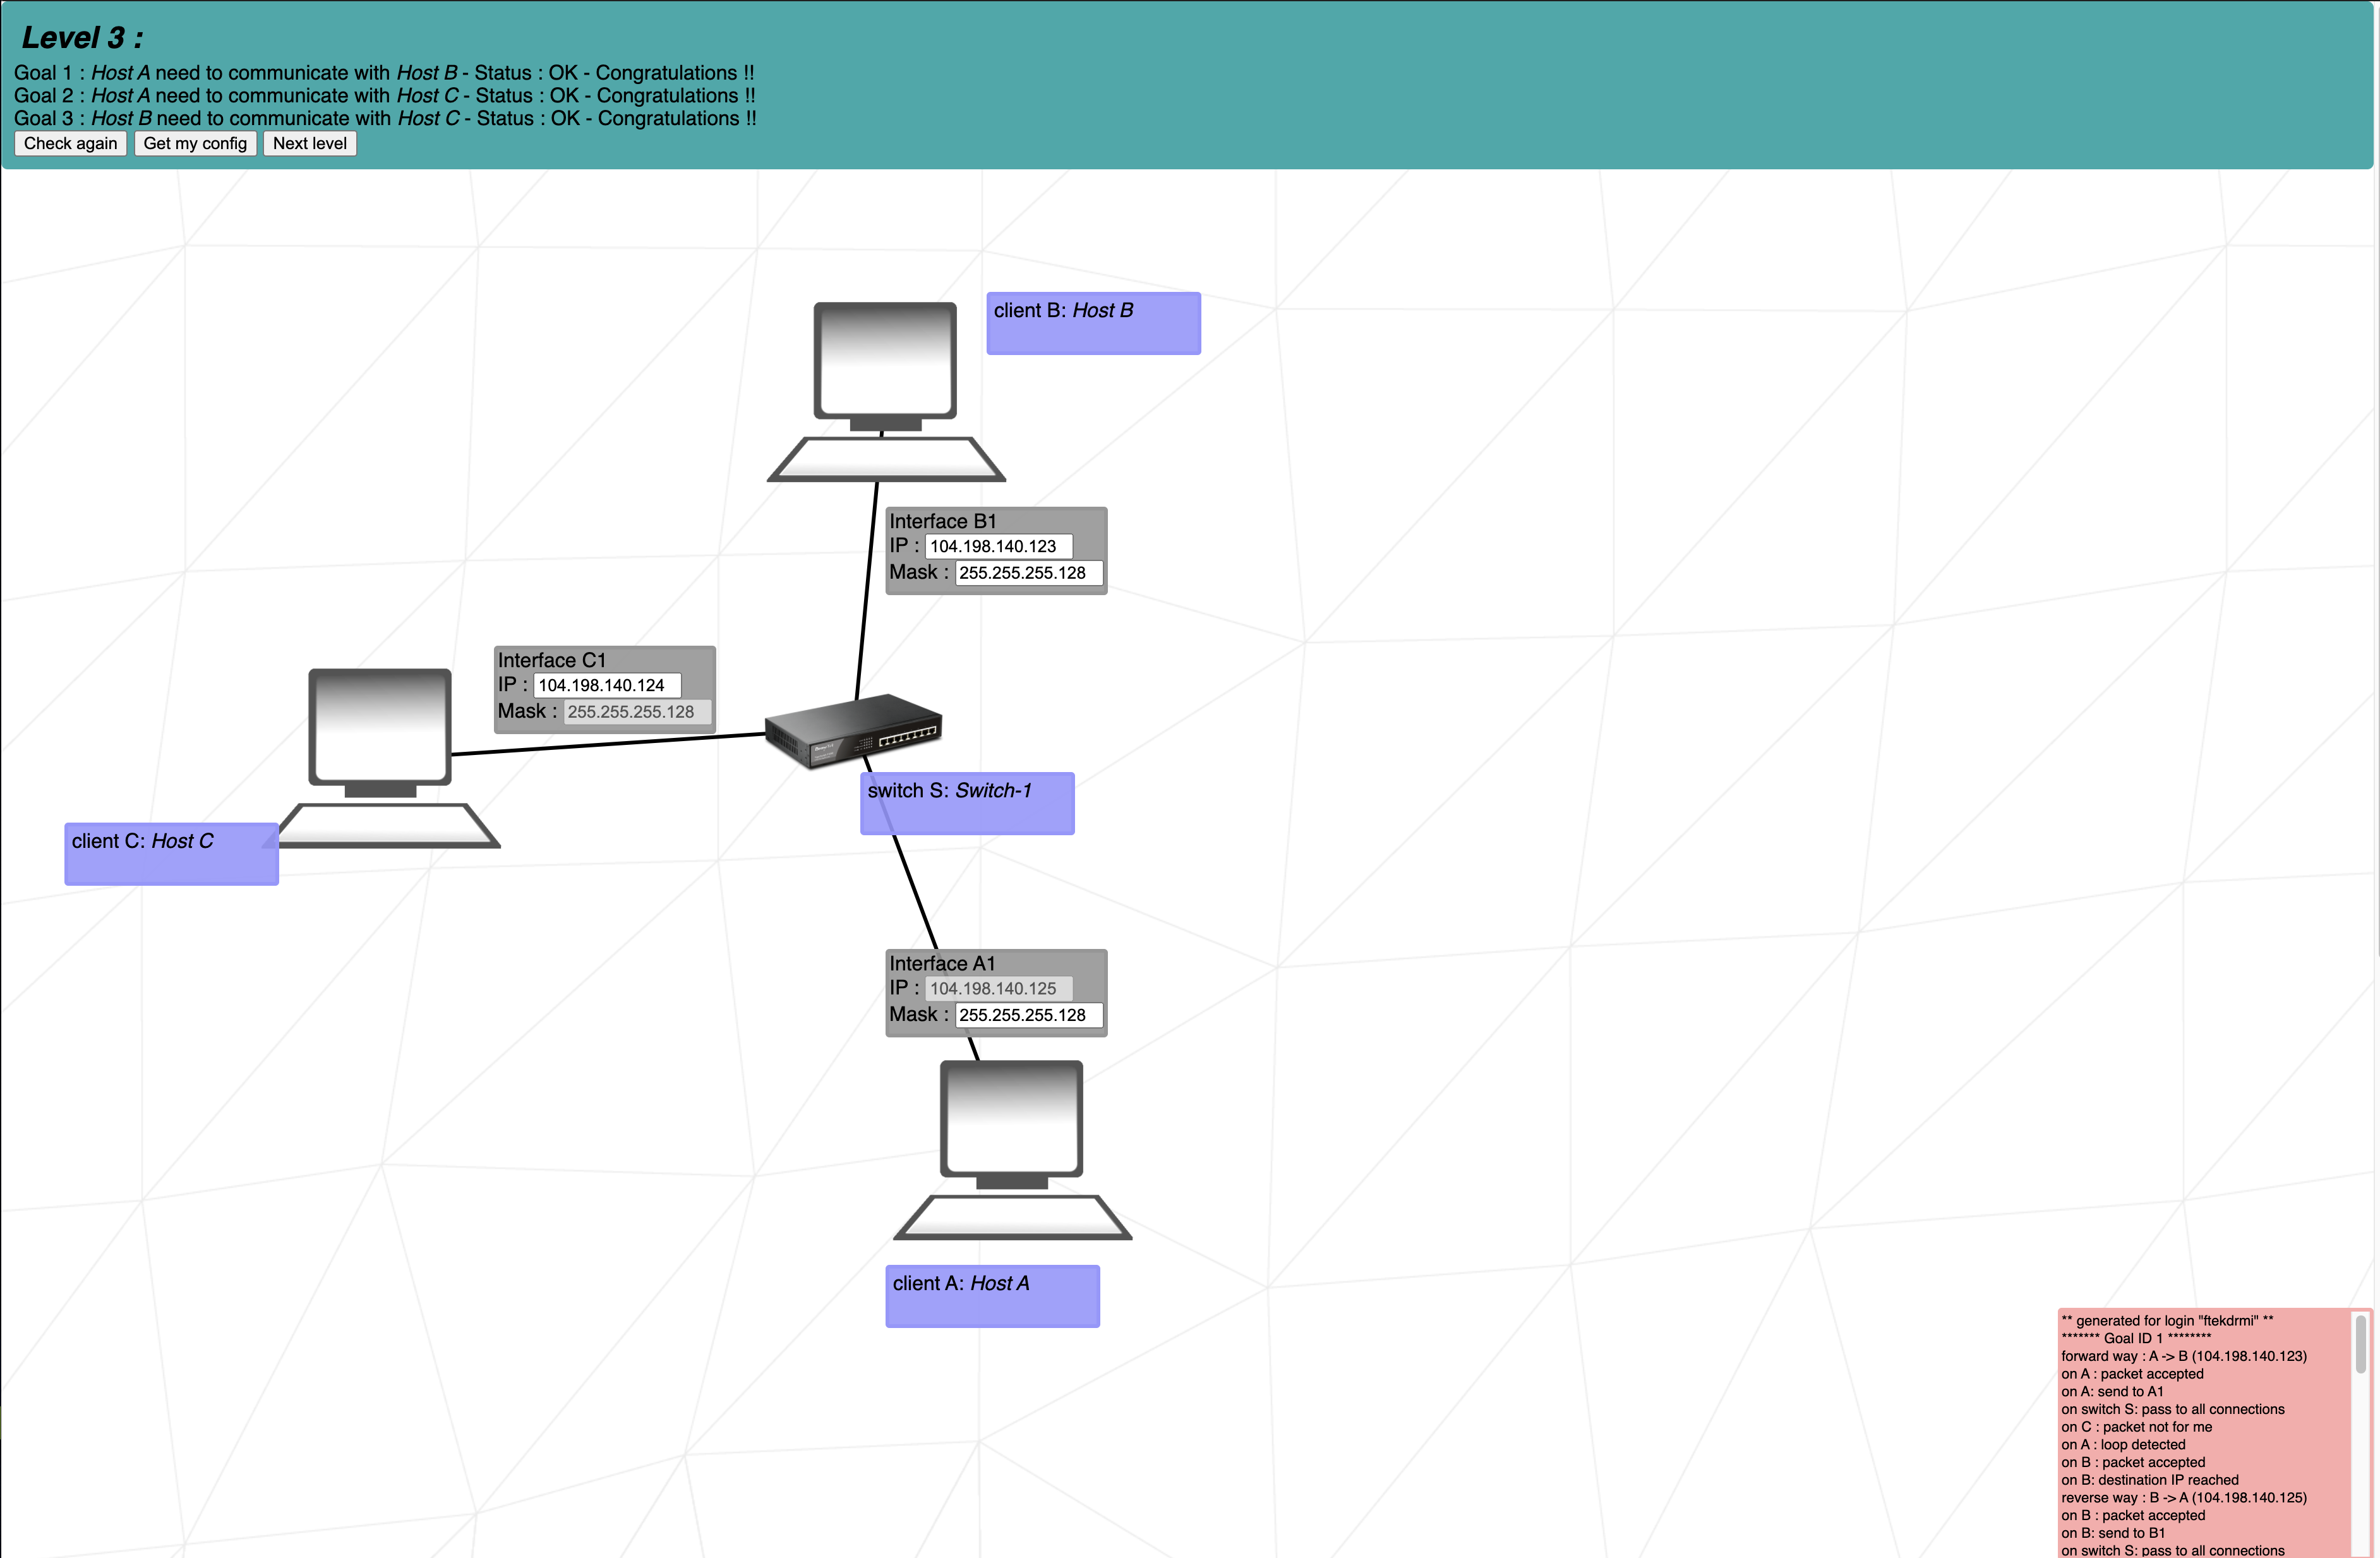 Level 3 :
Goal 1 : Host A need to communicate with Host B - Status : OK - Congratulations !!
Goal 2 : Host A need to communicate with Host C - Status : OK - Congratulations !!
Goal 3 : Host B need to communicate with Host C - Status : OK - Congratulations !!
Check again Get my config Next level
client B: Host B
Interface B1
IP : 104.198.140.123
Mask : 255.255.255.128
Interface C1
IP : 104.198.140.124
Mask : 255.255.255.128
switch S: Switch-1
client C: Host C
Interface A1
IP : 104.198.140.125
Mask : 255.255.255.128
client A: Host A
** generated for login "ftekdrmi" **
******* Goal ID 1 ********
forward way : A -> B (104.198.140.123)
on A : packet accepted
on A: send to A1
on switch S: pass to all connections
on C : packet not for me
on A : loop detected
on B : packet accepted
on B: destination IP reached
reverse way : B -> A (104.198.140.125)
on B : packet accepted
on B: send to B1
on switch S: pass to all connections